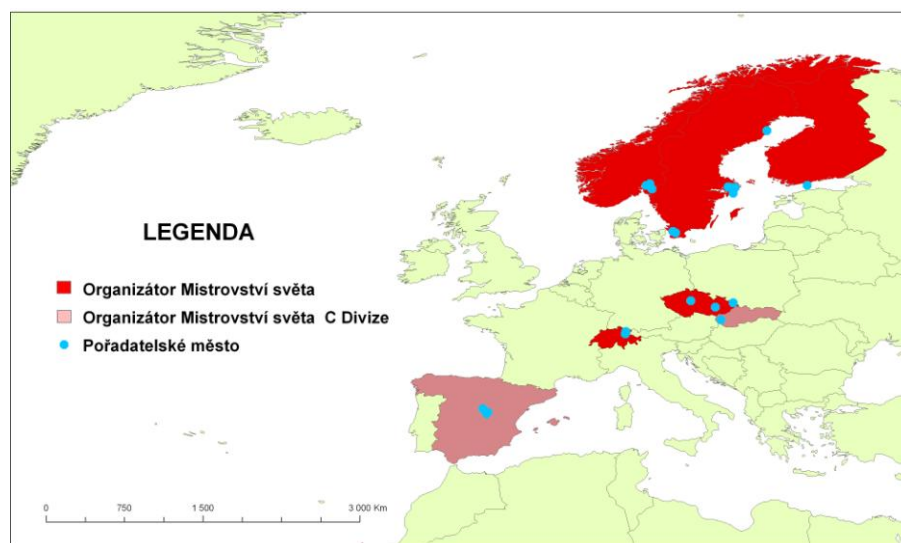 LEGENDA
Organizátor Mistrovství světa
Organizátor Mistrovství světa C Divize
Pořadatelské město
0 750 1 500 3 000 Km